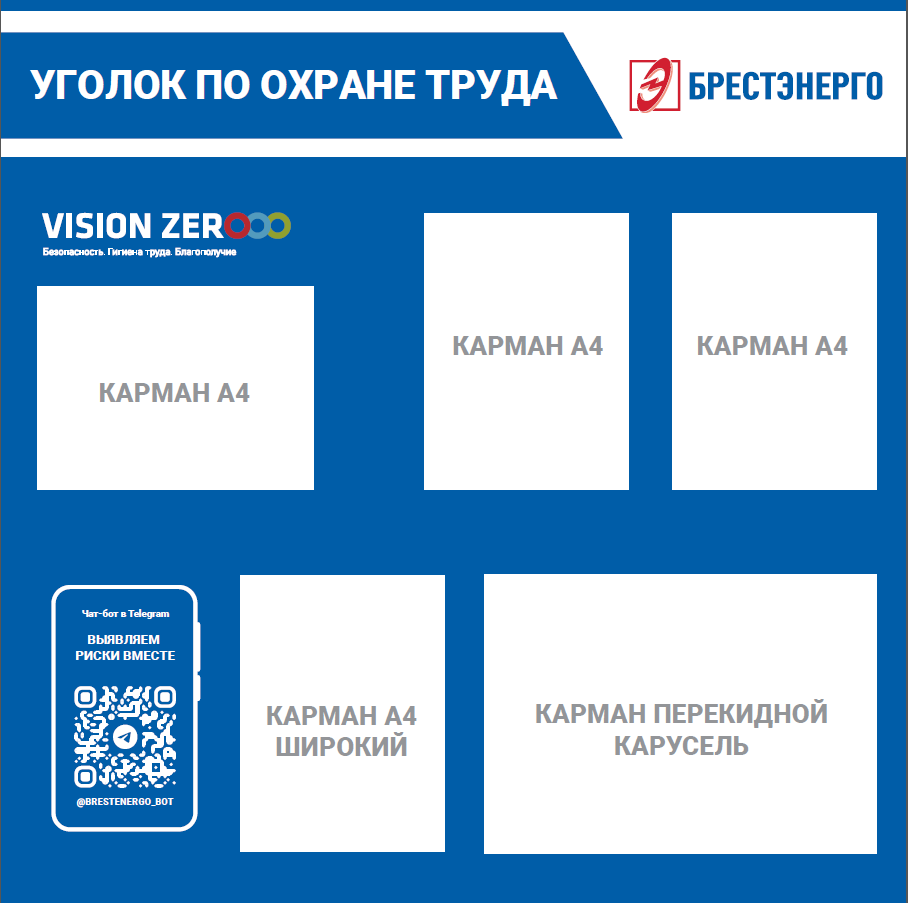 УГОЛОК ПО ОХРАНЕ ТРУДА
БРЕСТЭНЕРГО
VISION ZEROOO
Безопасность. Гигиена труда. Благополучие
КАРМАН А4
КАРМАН А4
КАРМАН А4
Чат-бот в Telegram
ВЫЯВЛЯЕМ
РИСКИ ВМЕСТЕ
@BRESTENERGO_BOT
КАРМАН А4
ШИРОКИЙ
КАРМАН ПЕРЕКИДНОЙ
КАРУСЕЛЬ